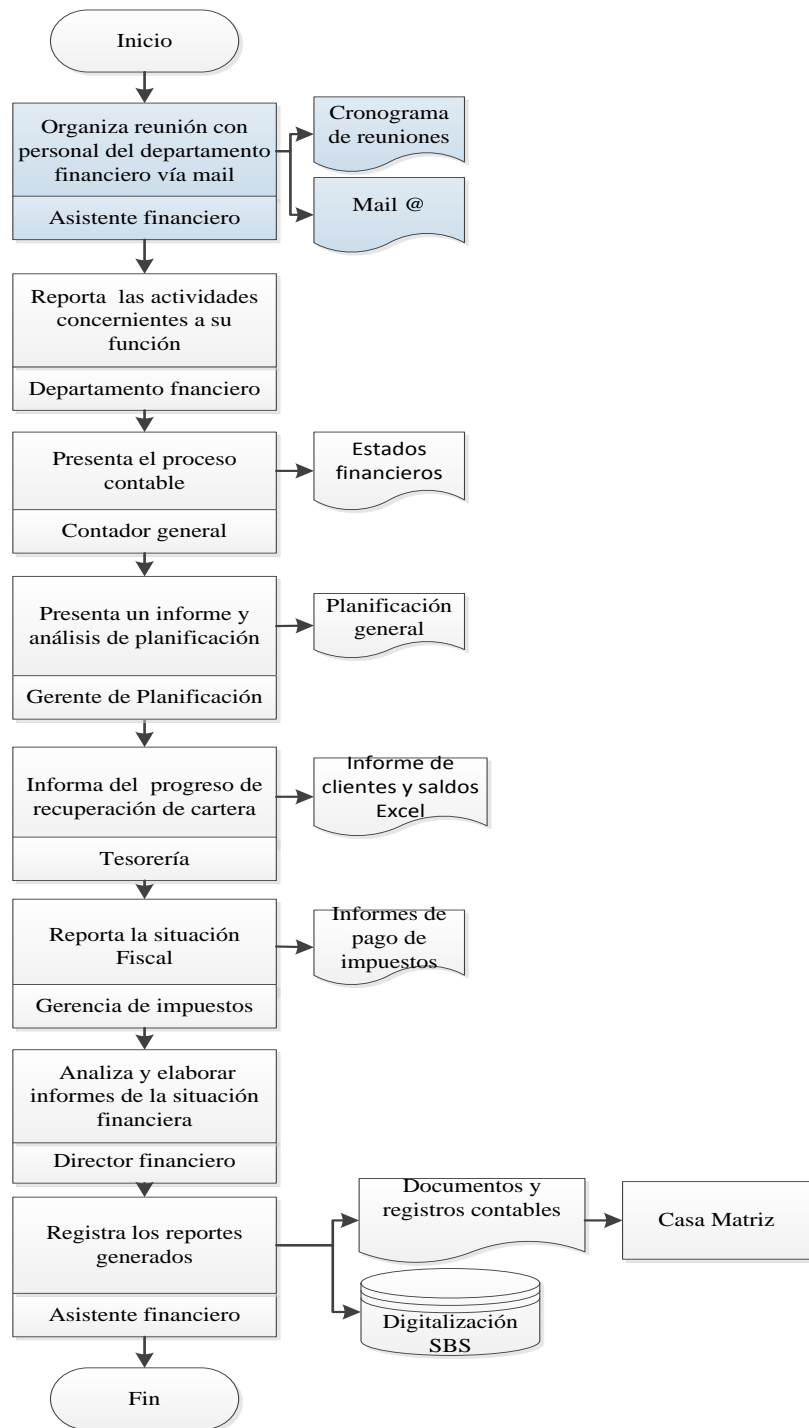 Inicio
Organiza reunión con
personal del departamento
financiero vía mail
Asistente financiero
Cronograma
de reuniones
Mail @
Reporta las actividades
concernientes a su
función
Departamento fnanciero
Presenta el proceso
contable
Contador general
Estados
financieros
Presenta un informe y
análisis de planificación
Gerente de Planificación
Planificación
general
Informa del progreso de
recuperación de cartera
Tesorería
Informe de
clientes y saldos
Excel
Reporta la situación
Fiscal
Gerencia de impuestos
Informes de
pago de
impuestos
Analiza y elaborar
informes de la situación
financiera
Director financiero
Registra los reportes
generados
Asistente financiero
Documentos y
registros contables
Casa Matriz
Digitalización
SBS
Fin